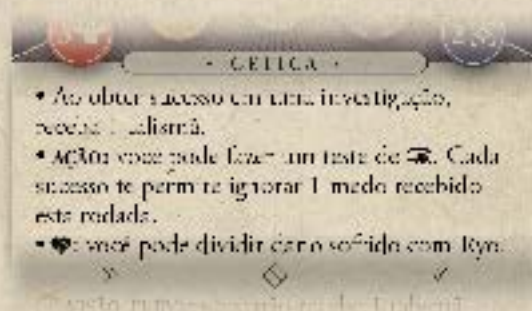 CÉTICA
• Ao obter sucesso em uma investigação,
receba 1 talismã.
• AÇÃO: você pode fazer um teste de . Cada
sucesso te permite ignorar 1 medo recebido
esta rodada.
• : você pode dividir dano sofrido com Ryo.